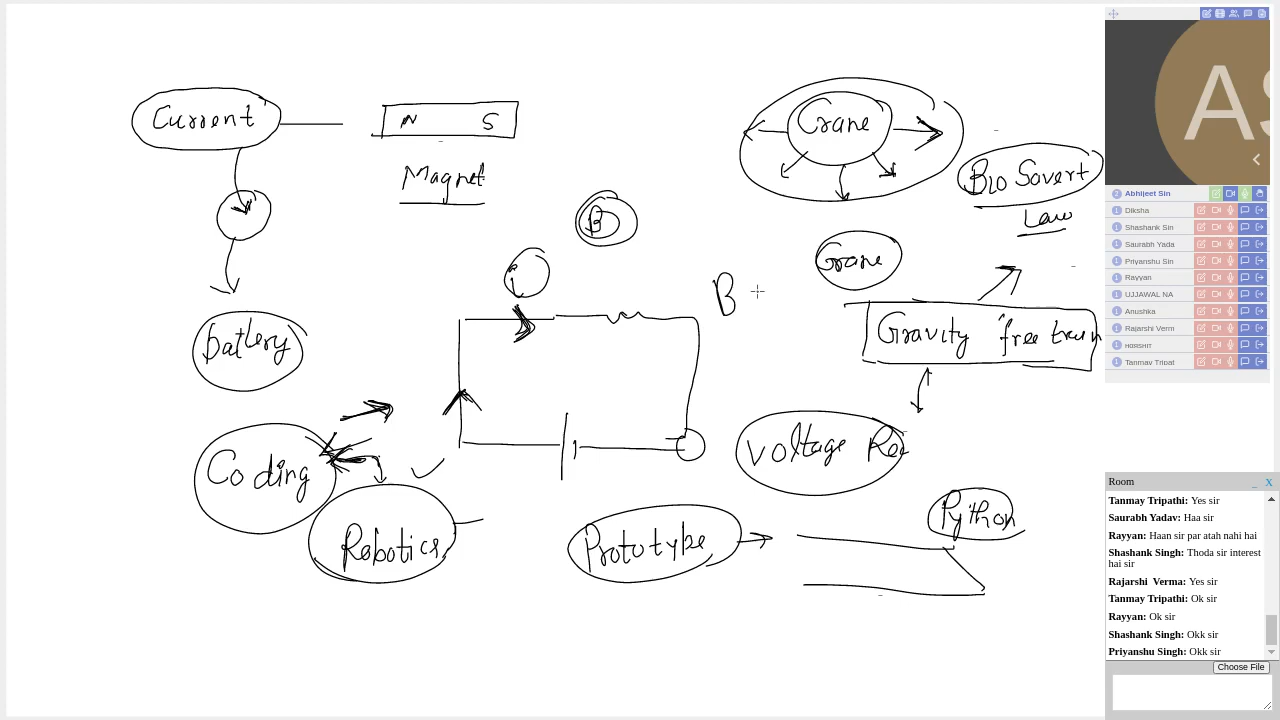 Current
N S
Magnet
Crane
Bio Sovert
Law
B
i
B
Crane
Gravity free train
battery
Coding
Voltage Rec
Robotics
Prototype
Python
AS
Abhijeet Sin
Diksha
Shashank Sin
Saurabh Yada
Priyanshu Sin
Rayyan
UJJAWAL NA
Anushka
Rajarshi Verm
HARSHIT
Tanmay Tripat
Room _ X
Tanmay Tripathi: Yes sir
Saurabh Yadav: Haa sir
Rayyan: Haan sir par atah nahi hai
Shashank Singh: Thoda sir interest
hai sir
Rajarshi Verma: Yes sir
Tanmay Tripathi: Ok sir
Rayyan: Ok sir
Shashank Singh: Okk sir
Priyanshu Singh: Okk sir
Choose File